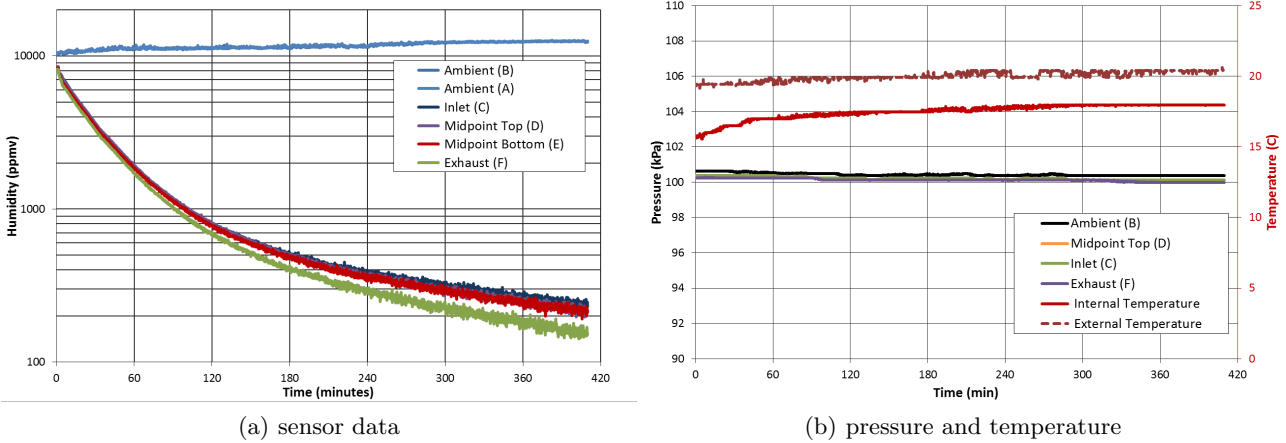 10000
1000
100
Humidity (ppmv)
Ambient (B)
Ambient (A)
Inlet (C)
Midpoint Top (D)
Midpoint Bottom (E)
Exhaust (F)
0 60 120 180 240 300 360 420
Time (minutes)
(a) sensor data
110
108
106
104
102
100
98
96
94
92
90
Pressure (kPa)
25
20
15
10
5
0
Temperature (C)
Ambient (B)
Midpoint Top (D)
Inlet (C)
Exhaust (F)
Internal Temperature
External Temperature
0 60 120 180 240 300 360 420
Time (min)
(b) pressure and temperature